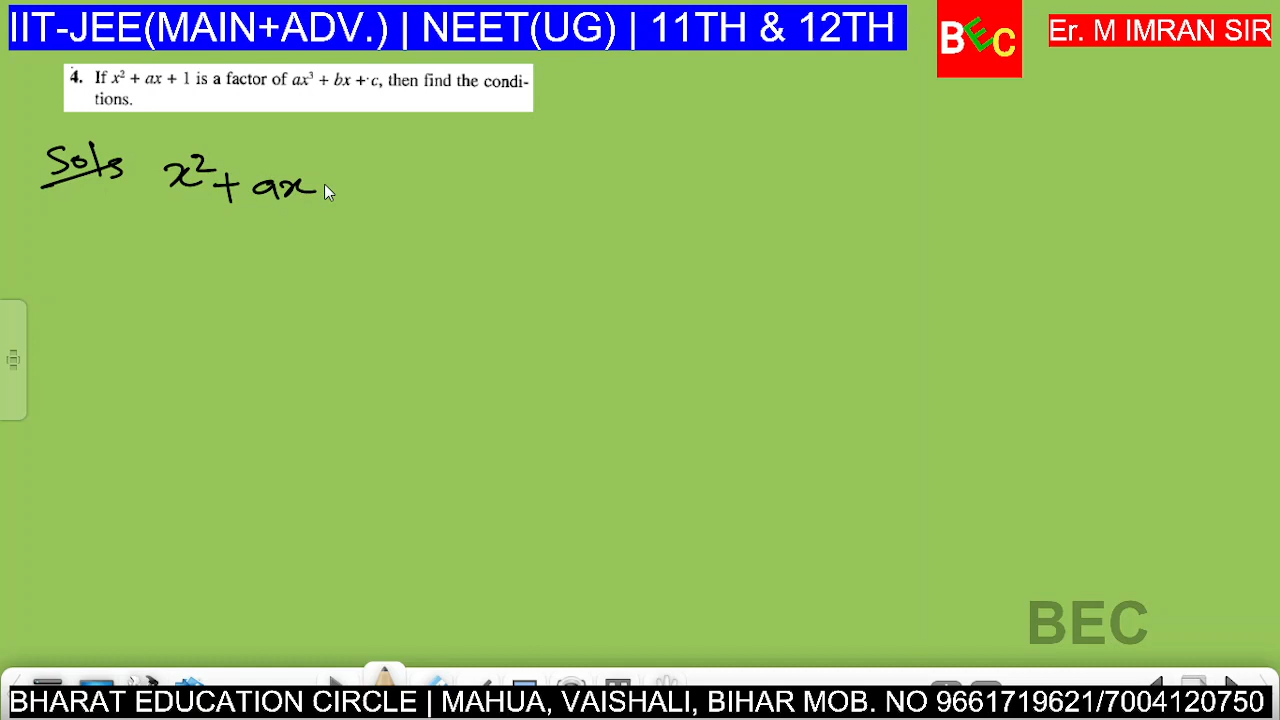 IIT-JEE(MAIN+ADV.) | NEET(UG) | 11TH & 12TH
BEC
Er. M IMRAN SIR
4. If x² + ax + 1 is a factor of ax³ + bx + c, then find the condi-
tions.
Solⁿ x² + ax
BEC
BHARAT EDUCATION CIRCLE | MAHUA, VAISHALI, BIHAR MOB. NO 9661719621/7004120750